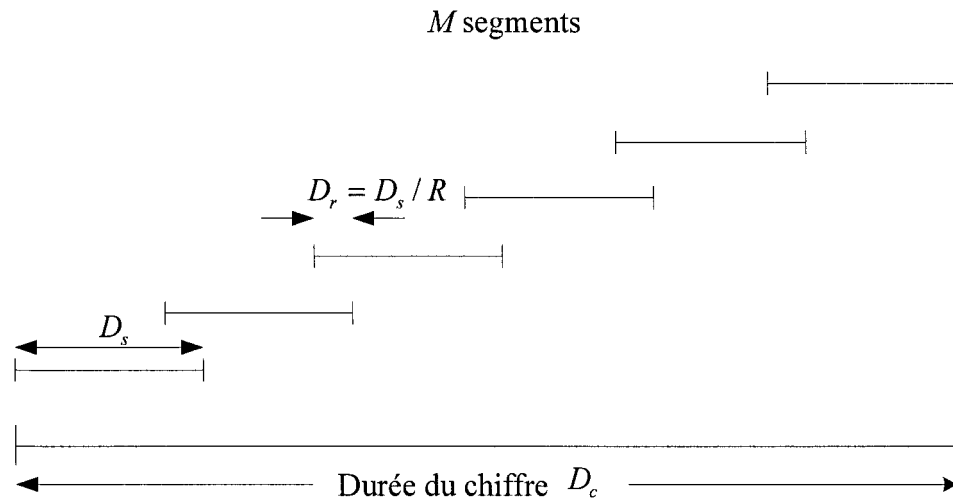 M segments
D_r = D_s / R
D_s
Durée du chiffre D_c